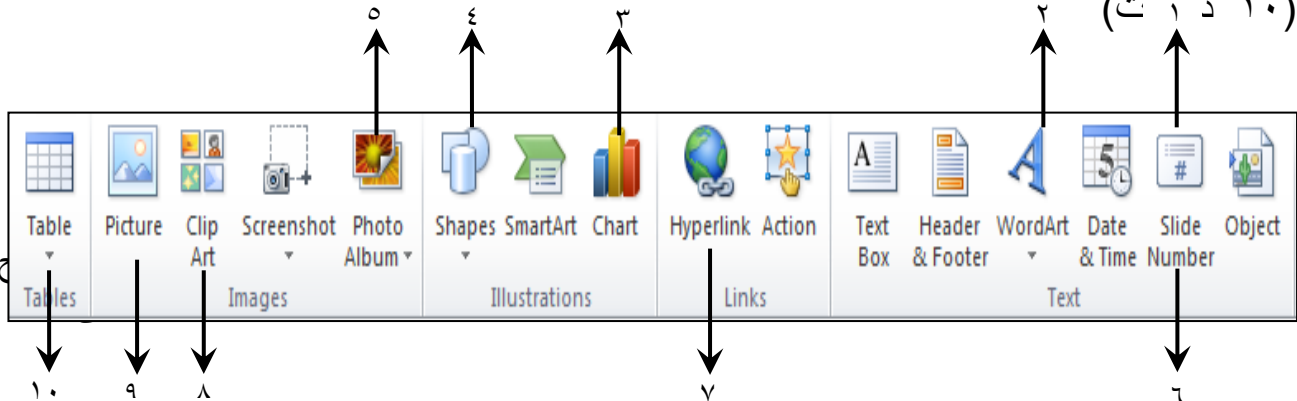 (١٠ د ر ت)
٥ ٤ ٣ ٢ ١
Table Picture Clip Art Screenshot Photo Album Shapes SmartArt Chart Hyperlink Action Text Box Header & Footer WordArt Date & Time Slide Number Object
Tables Images Illustrations Links Text
١٠ ٩ ٨ ٧ ٦